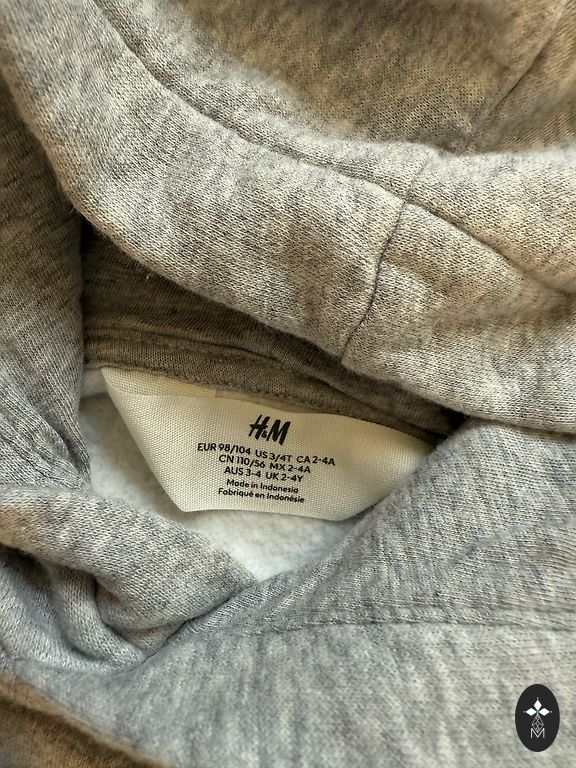 H&M
EUR 98/104 US 3/4T CA 2-4A
CN 110/56 MX 2-4A
AUS 3-4 UK 2-4Y
Made in Indonesia
Fabriqué en Indonésie
M